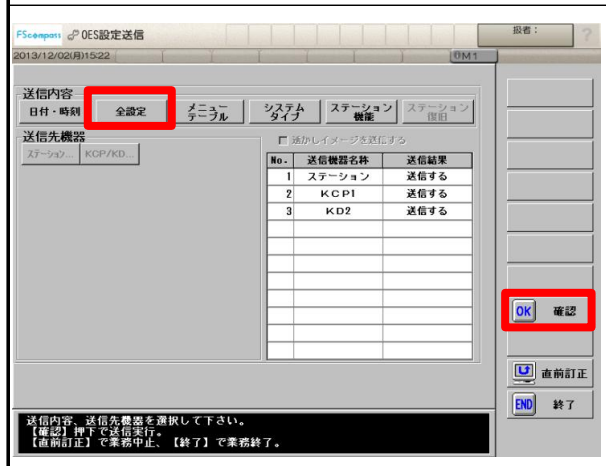 FScompass OES設定送信
扱者：
?
2013/12/02(月)15:22
OM1
送信内容
日付・時刻 全設定 メニューテーブル システムタイプ ステーション機能 ステーション復旧
送信先機器
ステーション... KCP/KD...
透かしイメージを送信する
No. 送信機器名称 送信結果
1 ステーション 送信する
2 KCP1 送信する
3 KD2 送信する
OK 確認
直前訂正
END 終了
送信内容、送信先機器を選択して下さい。
【確認】押下で送信実行。
【直前訂正】で業務中止、【終了】で業務終了。